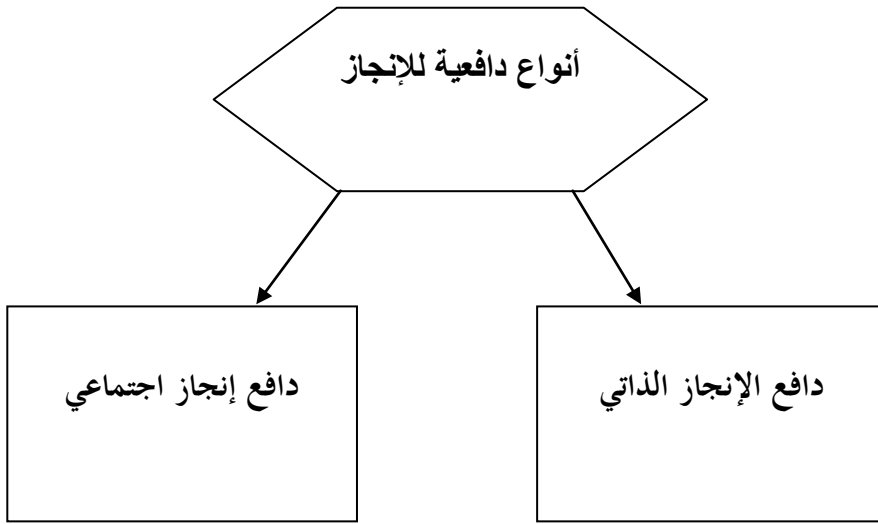 أنواع دافعية للإنجاز
دافع الإنجاز الذاتي
دافع إنجاز اجتماعي